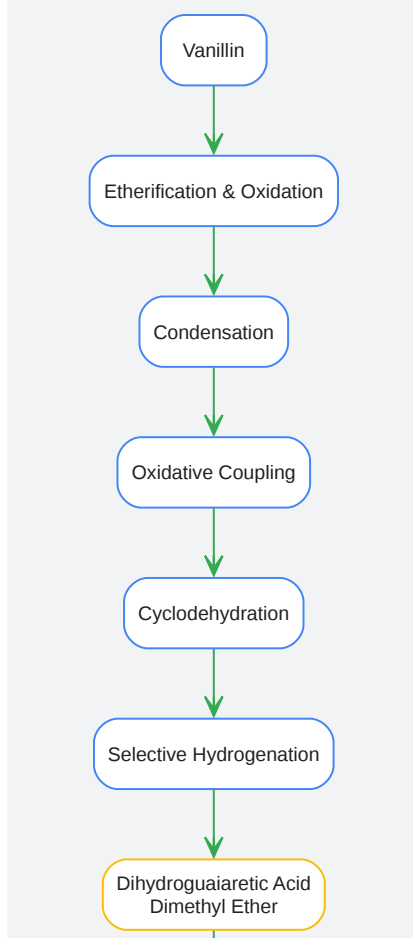 Vanillin
Etherification & Oxidation
Condensation
Oxidative Coupling
Cyclodehydration
Selective Hydrogenation
Dihydroguaiaretic Acid
Dimethyl Ether